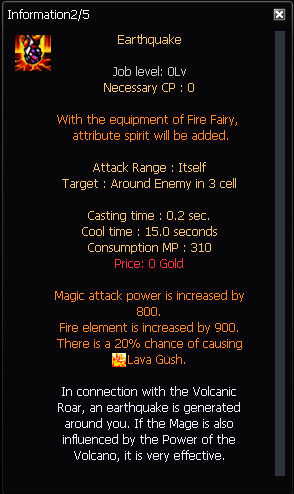 Information2/5
Earthquake
Job level: 0Lv
Necessary CP : 0
With the equipment of Fire Fairy,
attribute spirit will be added.
Attack Range : Itself
Target : Around Enemy in 3 cell
Casting time : 0.2 sec.
Cool time : 15.0 seconds
Consumption MP : 310
Price: 0 Gold
Magic attack power is increased by
800.
Fire element is increased by 900.
There is a 20% chance of causing
Lava Gush.
In connection with the Volcanic
Roar, an earthquake is generated
around you. If the Mage is also
influenced by the Power of the
Volcano, it is very effective.